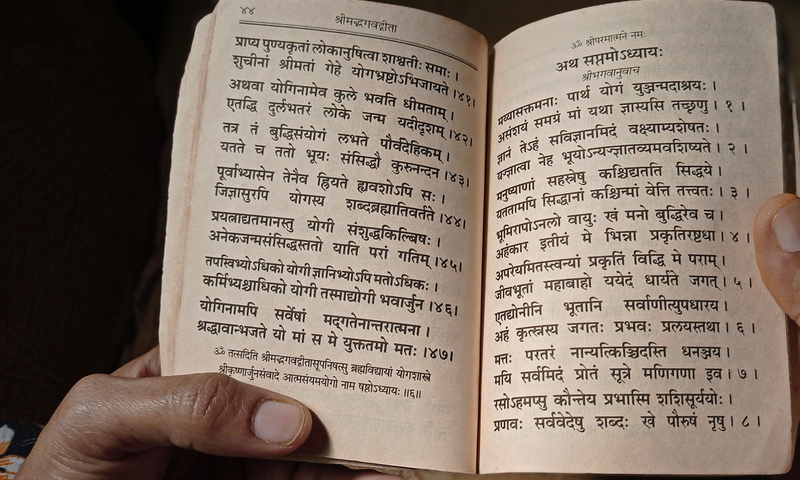 ४४
श्रीमद्भगवद्गीता
प्राप्य पुण्यकृतां लोकानुषित्वा शाश्वतीः समाः ।
शुचीनां श्रीमतां गेहे योगभ्रष्टोऽभिजायते ।४१।
अथवा योगिनामेव कुले भवति धीमताम् ।
एतद्धि दुर्लभतरं लोके जन्म यदीदृशम् ।४२।
तत्र तं बुद्धिसंयोगं लभते पौर्वदेहिकम् ।
यतते च ततो भूयः संसिद्धौ कुरुनन्दन ।४३।
पूर्वाभ्यासेन तेनैव ह्रियते ह्यवशोऽपि सः ।
जिज्ञासुरपि योगस्य शब्दब्रह्मातिवर्तते ।४४।
प्रयत्नाद्यतमानस्तु योगी संशुद्धकिल्बिषः ।
अनेकजन्मसंसिद्धस्ततो याति परां गतिम् ।४५।
तपस्विभ्योऽधिको योगी ज्ञानिभ्योऽपि मतोऽधिकः ।
कर्मिभ्यश्चाधिको योगी तस्माद्योगी भवार्जुन ।४६।
योगिनामपि सर्वेषां मद्गतेनान्तरात्मना ।
श्रद्धावान्भजते यो मां स मे युक्ततमो मतः ।४७।
ॐ तत्सदिति श्रीमद्भगवद्गीतासूपनिषत्सु ब्रह्मविद्यायां योगशास्त्रे
श्रीकृष्णार्जुनसंवादे आत्मसंयमयोगो नाम षष्ठोऽध्यायः ॥६॥
ॐ श्रीपरमात्मने नमः
अथ सप्तमोऽध्यायः
श्रीभगवानुवाच
मय्यासक्तमनाः पार्थ योगं युञ्जन्मदाश्रयः ।
असंशयं समग्रं मां यथा ज्ञास्यसि तच्छृणु । १ ।
ज्ञानं तेऽहं सविज्ञानमिदं वक्ष्याम्यशेषतः ।
यज्ज्ञात्वा नेह भूयोऽन्यज्ज्ञातव्यमवशिष्यते । २ ।
मनुष्याणां सहस्रेषु कश्चिद्यतति सिद्धये ।
यततामपि सिद्धानां कश्चिन्मां वेत्ति तत्त्वतः । ३ ।
भूमिरापोऽनलो वायुः खं मनो बुद्धिरेव च ।
अहंकार इतीयं मे भिन्ना प्रकृतिरष्टधा । ४ ।
अपरेयमितस्त्वन्यां प्रकृतिं विद्धि मे पराम् ।
जीवभूतां महाबाहो ययेदं धार्यते जगत् । ५ ।
एतद्योनीनि भूतानि सर्वाणीत्युपधारय ।
अहं कृत्स्नस्य जगतः प्रभवः प्रलयस्तथा । ६ ।
मत्तः परतरं नान्यत्किञ्चिदस्ति धनञ्जय ।
मयि सर्वमिदं प्रोतं सूत्रे मणिगणा इव । ७ ।
रसोऽहमप्सु कौन्तेय प्रभास्मि शशिसूर्ययोः ।
प्रणवः सर्ववेदेषु शब्दः खे पौरुषं नृषु । ८ ।